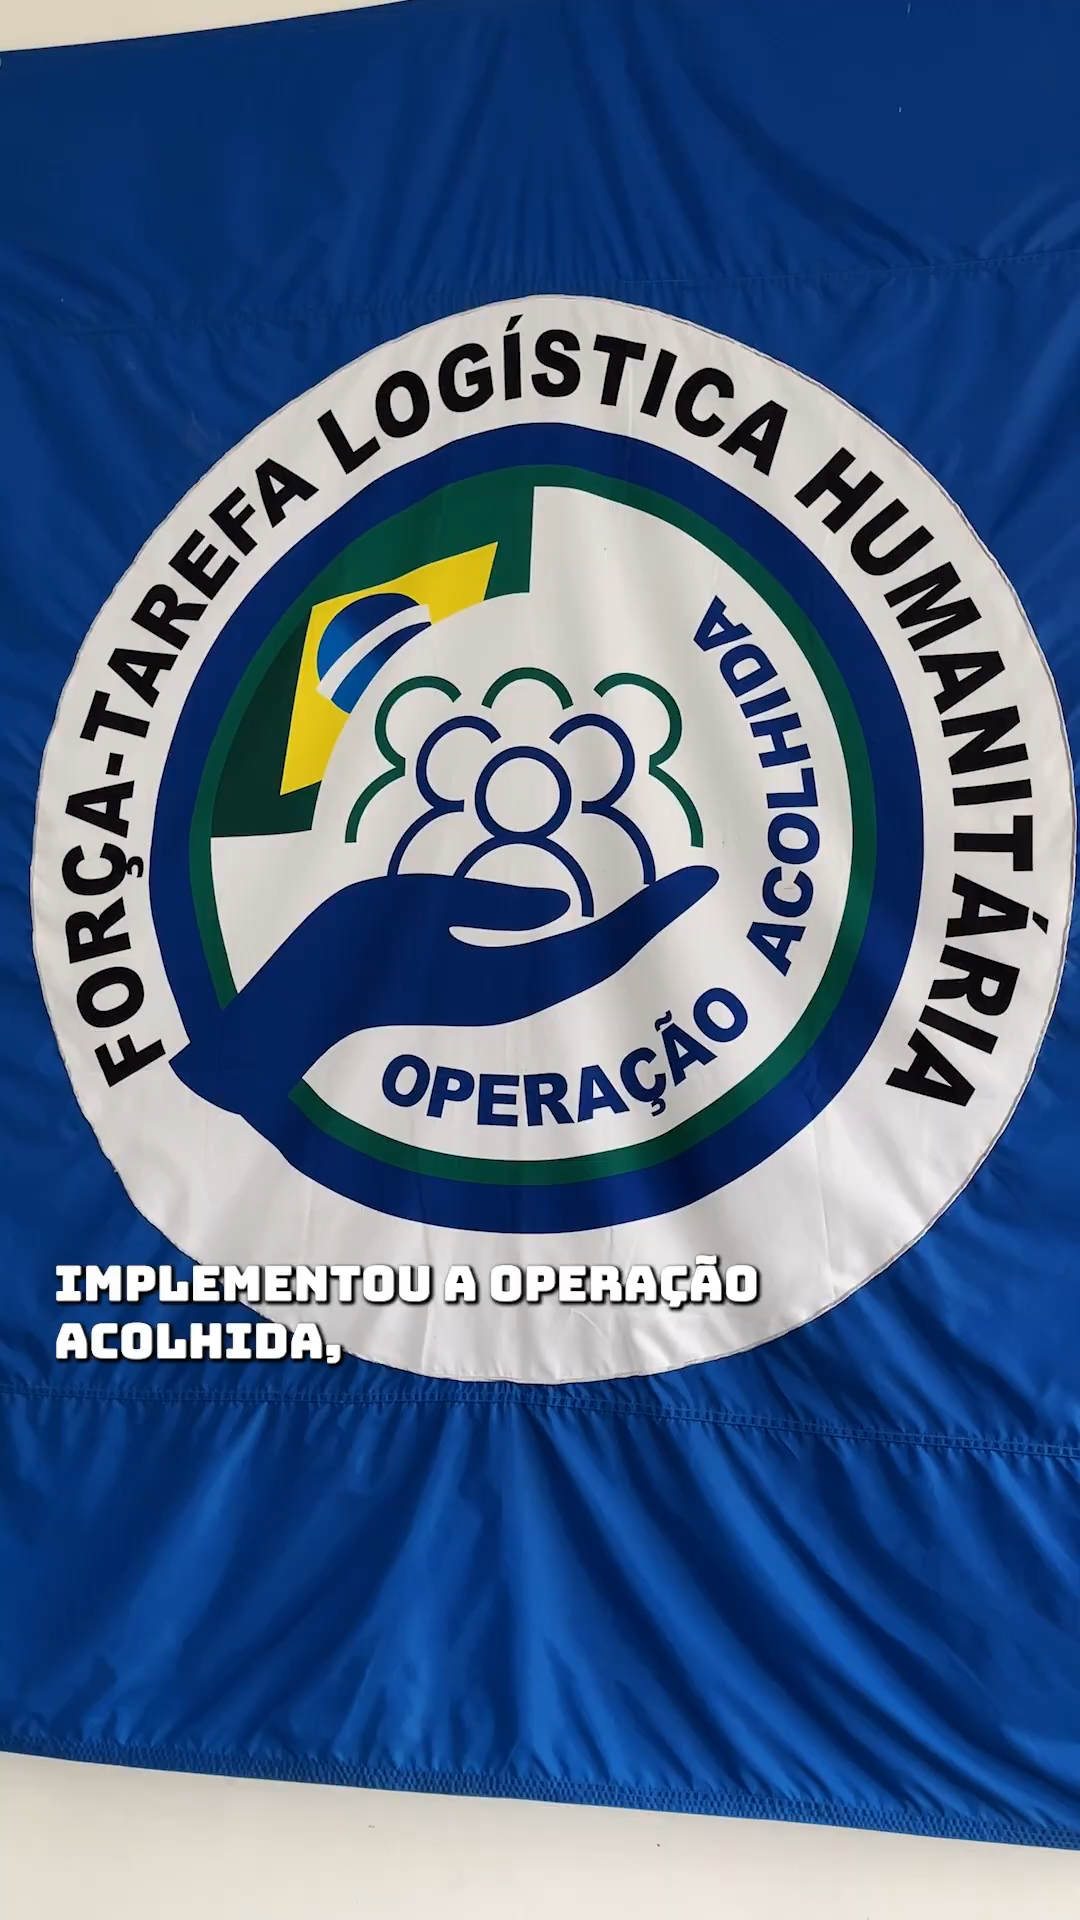 FORÇA-TAREFA LOGÍSTICA HUMANITÁRIA
OPERAÇÃO ACOLHIDA
IMPLEMENTOU A OPERAÇÃO
ACOLHIDA,